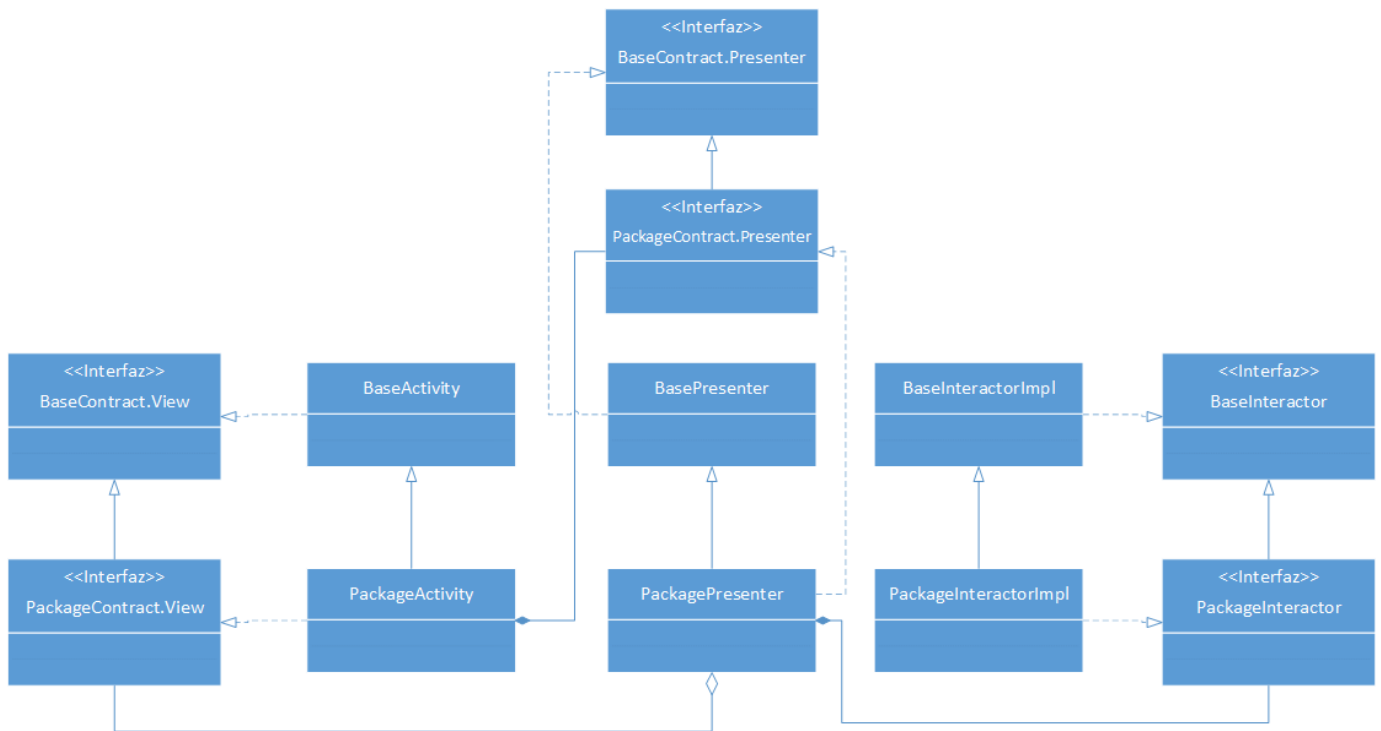 <<Interfaz>>
BaseContract.Presenter
<<Interfaz>>
PackageContract.Presenter
<<Interfaz>>
BaseContract.View
BaseActivity
BasePresenter
BaseInteractorImpl
<<Interfaz>>
BaseInteractor
<<Interfaz>>
PackageContract.View
PackageActivity
PackagePresenter
PackageInteractorImpl
<<Interfaz>>
PackageInteractor